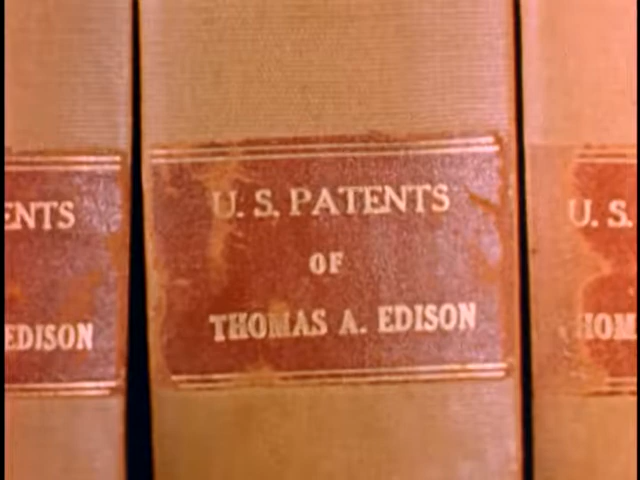 ENTS
EDISON
U. S. PATENTS
OF
THOMAS A. EDISON
U. S.
HOM